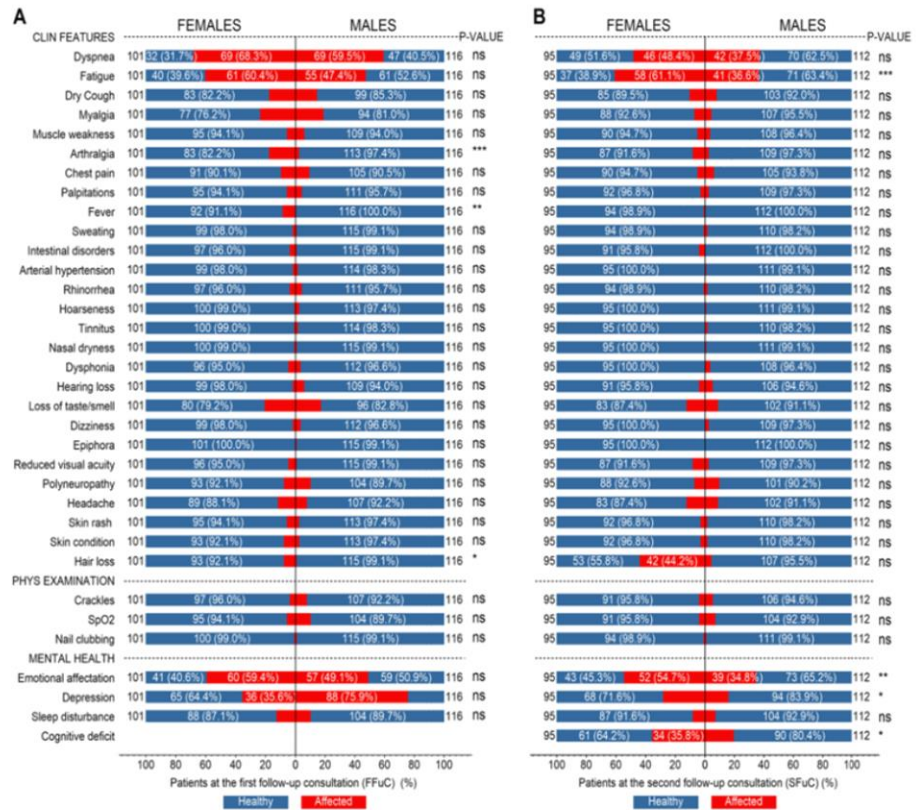 A
FEMALES MALES
P-VALUE
CLIN FEATURES
Dyspnea 101 32 (31.7%) 69 (68.3%) 69 (59.5%) 47 (40.5%) 116 ns
Fatigue 101 40 (39.6%) 61 (60.4%) 55 (47.4%) 61 (52.6%) 116 ns
Dry Cough 101 83 (82.2%) 99 (85.3%) 116 ns
Myalgia 101 77 (76.2%) 94 (81.0%) 116 ns
Muscle weakness 101 95 (94.1%) 109 (94.0%) 116 ns
Arthralgia 101 83 (82.2%) 113 (97.4%) 116 ***
Chest pain 101 91 (90.1%) 105 (90.5%) 116 ns
Palpitations 101 95 (94.1%) 111 (95.7%) 116 ns
Fever 101 92 (91.1%) 116 (100.0%) 116 **
Sweating 101 99 (98.0%) 115 (99.1%) 116 ns
Intestinal disorders 101 97 (96.0%) 115 (99.1%) 116 ns
Arterial hypertension 101 99 (98.0%) 114 (98.3%) 116 ns
Rhinorrhea 101 97 (96.0%) 111 (95.7%) 116 ns
Hoarseness 101 100 (99.0%) 113 (97.4%) 116 ns
Tinnitus 101 100 (99.0%) 114 (98.3%) 116 ns
Nasal dryness 101 100 (99.0%) 115 (99.1%) 116 ns
Dysphonia 101 96 (95.0%) 112 (96.6%) 116 ns
Hearing loss 101 99 (98.0%) 109 (94.0%) 116 ns
Loss of taste/smell 101 80 (79.2%) 96 (82.8%) 116 ns
Dizziness 101 99 (98.0%) 112 (96.6%) 116 ns
Epiphora 101 101 (100.0%) 115 (99.1%) 116 ns
Reduced visual acuity 101 96 (95.0%) 115 (99.1%) 116 ns
Polyneuropathy 101 93 (92.1%) 104 (89.7%) 116 ns
Headache 101 89 (88.1%) 107 (92.2%) 116 ns
Skin rash 101 95 (94.1%) 113 (97.4%) 116 ns
Skin condition 101 93 (92.1%) 113 (97.4%) 116 ns
Hair loss 101 93 (92.1%) 115 (99.1%) 116 *
PHYS EXAMINATION
Crackles 101 97 (96.0%) 107 (92.2%) 116 ns
SpO2 101 95 (94.1%) 104 (89.7%) 116 ns
Nail clubbing 101 100 (99.0%) 115 (99.1%) 116 ns
MENTAL HEALTH
Emotional affectation 101 41 (40.6%) 60 (59.4%) 57 (49.1%) 59 (50.9%) 116 ns
Depression 101 65 (64.4%) 36 (35.6%) 88 (75.9%) 116 ns
Sleep disturbance 101 88 (87.1%) 104 (89.7%) 116 ns
Cognitive deficit
100 80 60 40 20 0 20 40 60 80 100
Patients at the first follow-up consultation (FFuC) (%)
Healthy Affected
B
FEMALES MALES
P-VALUE
95 49 (51.6%) 46 (48.4%) 42 (37.5%) 70 (62.5%) 112 ns
95 37 (38.9%) 58 (61.1%) 41 (36.6%) 71 (63.4%) 112 ***
95 85 (89.5%) 103 (92.0%) 112 ns
95 88 (92.6%) 107 (95.5%) 112 ns
95 90 (94.7%) 108 (96.4%) 112 ns
95 87 (91.6%) 109 (97.3%) 112 ns
95 90 (94.7%) 105 (93.8%) 112 ns
95 92 (96.8%) 109 (97.3%) 112 ns
95 94 (98.9%) 112 (100.0%) 112 ns
95 94 (98.9%) 110 (98.2%) 112 ns
95 91 (95.8%) 112 (100.0%) 112 ns
95 95 (100.0%) 111 (99.1%) 112 ns
95 94 (98.9%) 110 (98.2%) 112 ns
95 95 (100.0%) 111 (99.1%) 112 ns
95 95 (100.0%) 110 (98.2%) 112 ns
95 95 (100.0%) 111 (99.1%) 112 ns
95 95 (100.0%) 108 (96.4%) 112 ns
95 91 (95.8%) 106 (94.6%) 112 ns
95 83 (87.4%) 102 (91.1%) 112 ns
95 95 (100.0%) 109 (97.3%) 112 ns
95 95 (100.0%) 112 (100.0%) 112 ns
95 87 (91.6%) 109 (97.3%) 112 ns
95 88 (92.6%) 101 (90.2%) 112 ns
95 83 (87.4%) 102 (91.1%) 112 ns
95 92 (96.8%) 110 (98.2%) 112 ns
95 92 (96.8%) 110 (98.2%) 112 ns
95 53 (55.8%) 42 (44.2%) 107 (95.5%) 112 ns
95 91 (95.8%) 106 (94.6%) 112 ns
95 91 (95.8%) 104 (92.9%) 112 ns
95 94 (98.9%) 111 (99.1%) 112 ns
95 43 (45.3%) 52 (54.7%) 39 (34.8%) 73 (65.2%) 112 **
95 68 (71.6%) 94 (83.9%) 112 *
95 87 (91.6%) 104 (92.9%) 112 ns
95 61 (64.2%) 34 (35.8%) 90 (80.4%) 112 *
100 80 60 40 20 0 20 40 60 80 100
Patients at the second follow-up consultation (SFuC) (%)
Healthy Affected